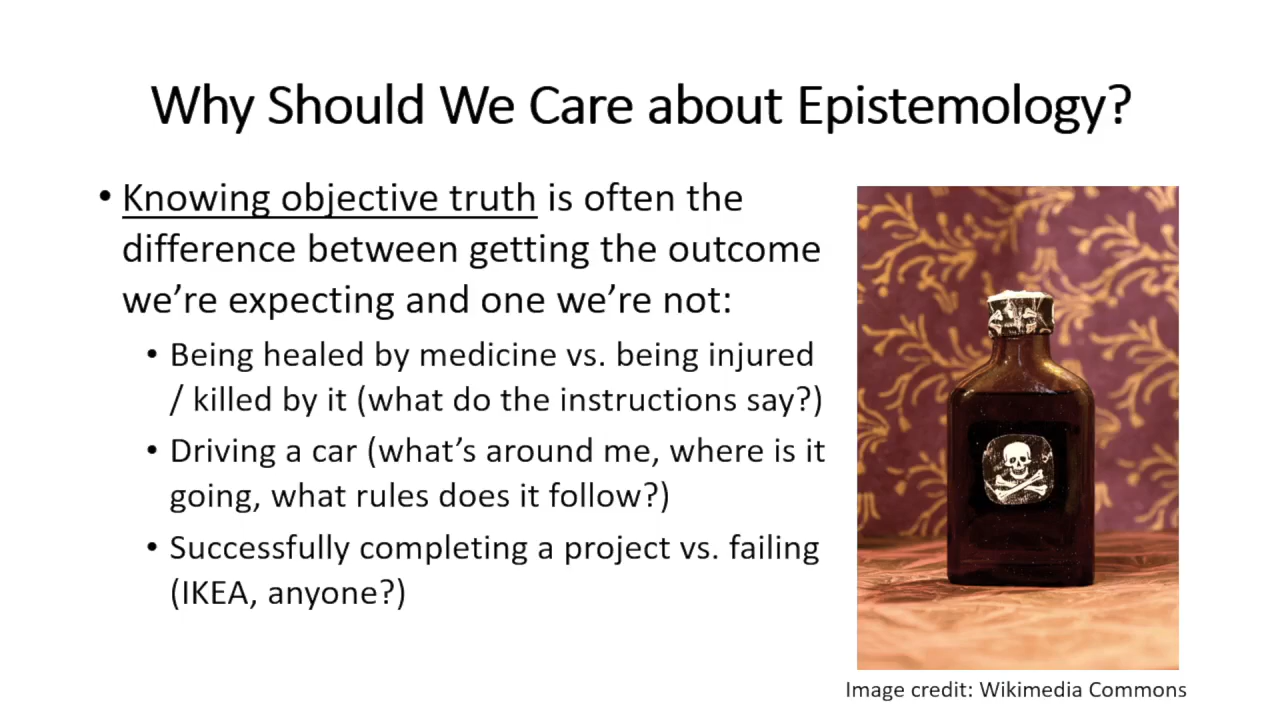 Why Should We Care about Epistemology?
• Knowing objective truth is often the
difference between getting the outcome
we’re expecting and one we’re not:
• Being healed by medicine vs. being injured
/ killed by it (what do the instructions say?)
• Driving a car (what’s around me, where is it
going, what rules does it follow?)
• Successfully completing a project vs. failing
(IKEA, anyone?)
Image credit: Wikimedia Commons